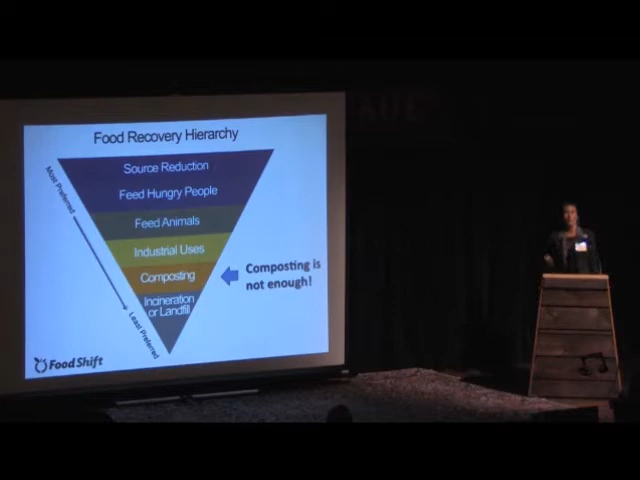 Food Recovery Hierarchy
Most Preferred
Source Reduction
Feed Hungry People
Feed Animals
Industrial Uses
Composting
Incineration
or Landfill
Least Preferred
Composting is
not enough!
Food Shift